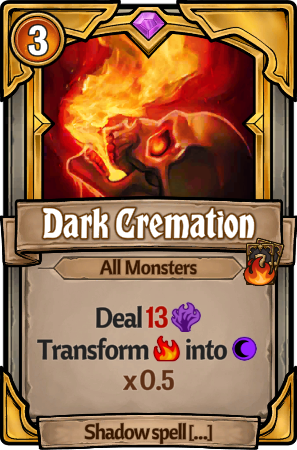 3
Dark Cremation
All Monsters
Deal 13
Transform into
x 0.5
Shadow spell [...]